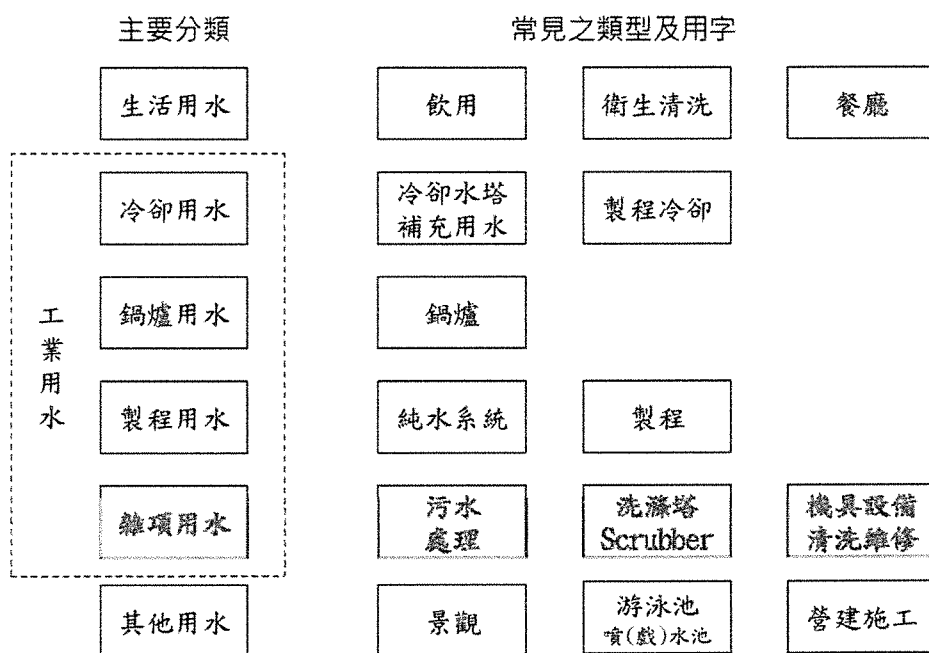 主要分類 常見之類型及用字
生活用水 飲用 衛生清洗 餐廳
冷卻用水 冷卻水塔 製程冷卻
補充用水
工業用水
鍋爐用水 鍋爐
製程用水 純水系統 製程
雜項用水 污水 洗滌塔 機具設備
處理 Scrubber 清洗維修
其他用水 景觀 游泳池 營建施工
噴(戲)水池